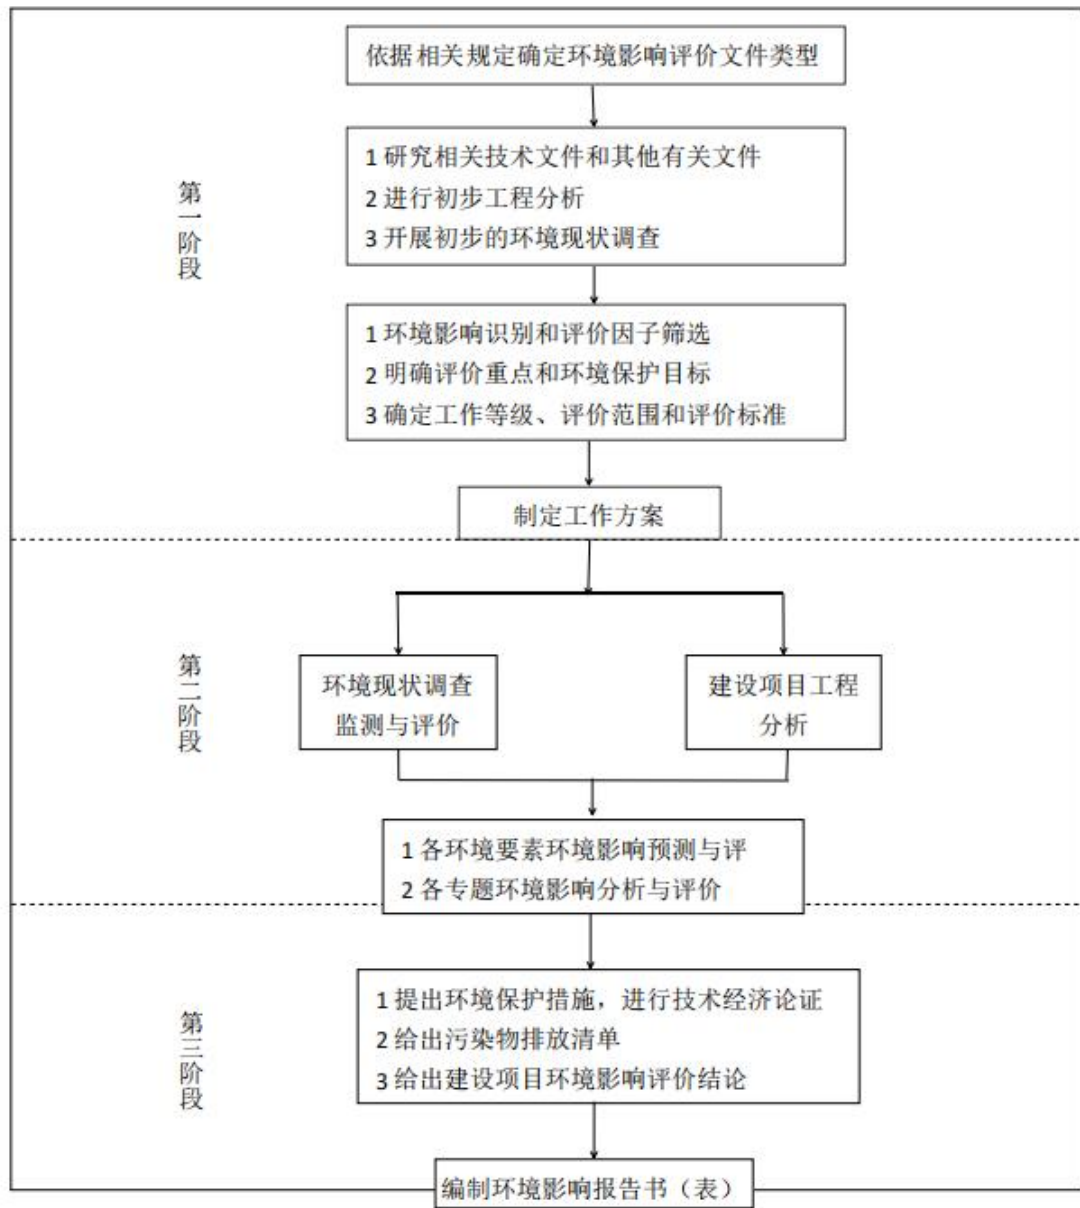 依据相关规定确定环境影响评价文件类型
1 研究相关技术文件和其他有关文件
2 进行初步工程分析
3 开展初步的环境现状调查
第一阶段
1 环境影响识别和评价因子筛选
2 明确评价重点和环境保护目标
3 确定工作等级、评价范围和评价标准
制定工作方案
第二阶段
环境现状调查
监测与评价
建设项目工程
分析
1 各环境要素环境影响预测与评
2 各专题环境影响分析与评价
第三阶段
1 提出环境保护措施，进行技术经济论证
2 给出污染物排放清单
3 给出建设项目环境影响评价结论
编制环境影响报告书（表）